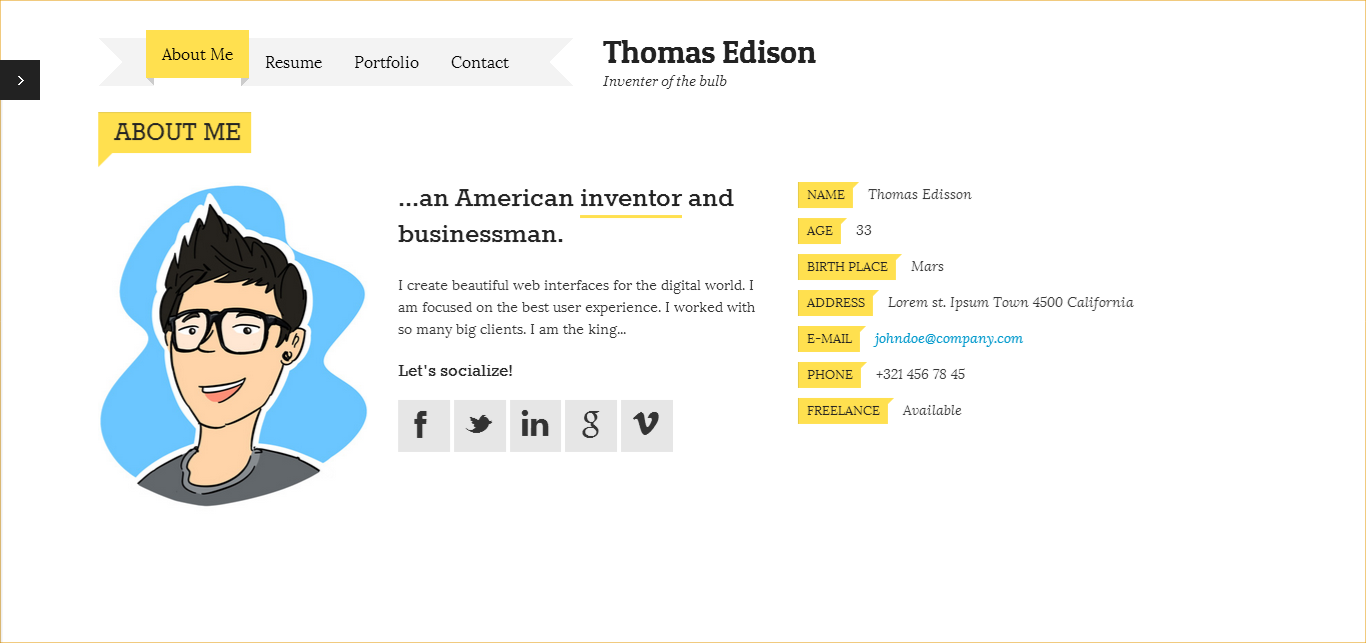 About Me
Resume
Portfolio
Contact
Thomas Edison
Inventer of the bulb
ABOUT ME
...an American inventor and
businessman.
I create beautiful web interfaces for the digital world. I
am focused on the best user experience. I worked with
so many big clients. I am the king...
Let's socialize!
NAME Thomas Edisson
AGE 33
BIRTH PLACE Mars
ADDRESS Lorem st. Ipsum Town 4500 California
E-MAIL johndoe@company.com
PHONE +321 456 78 45
FREELANCE Available